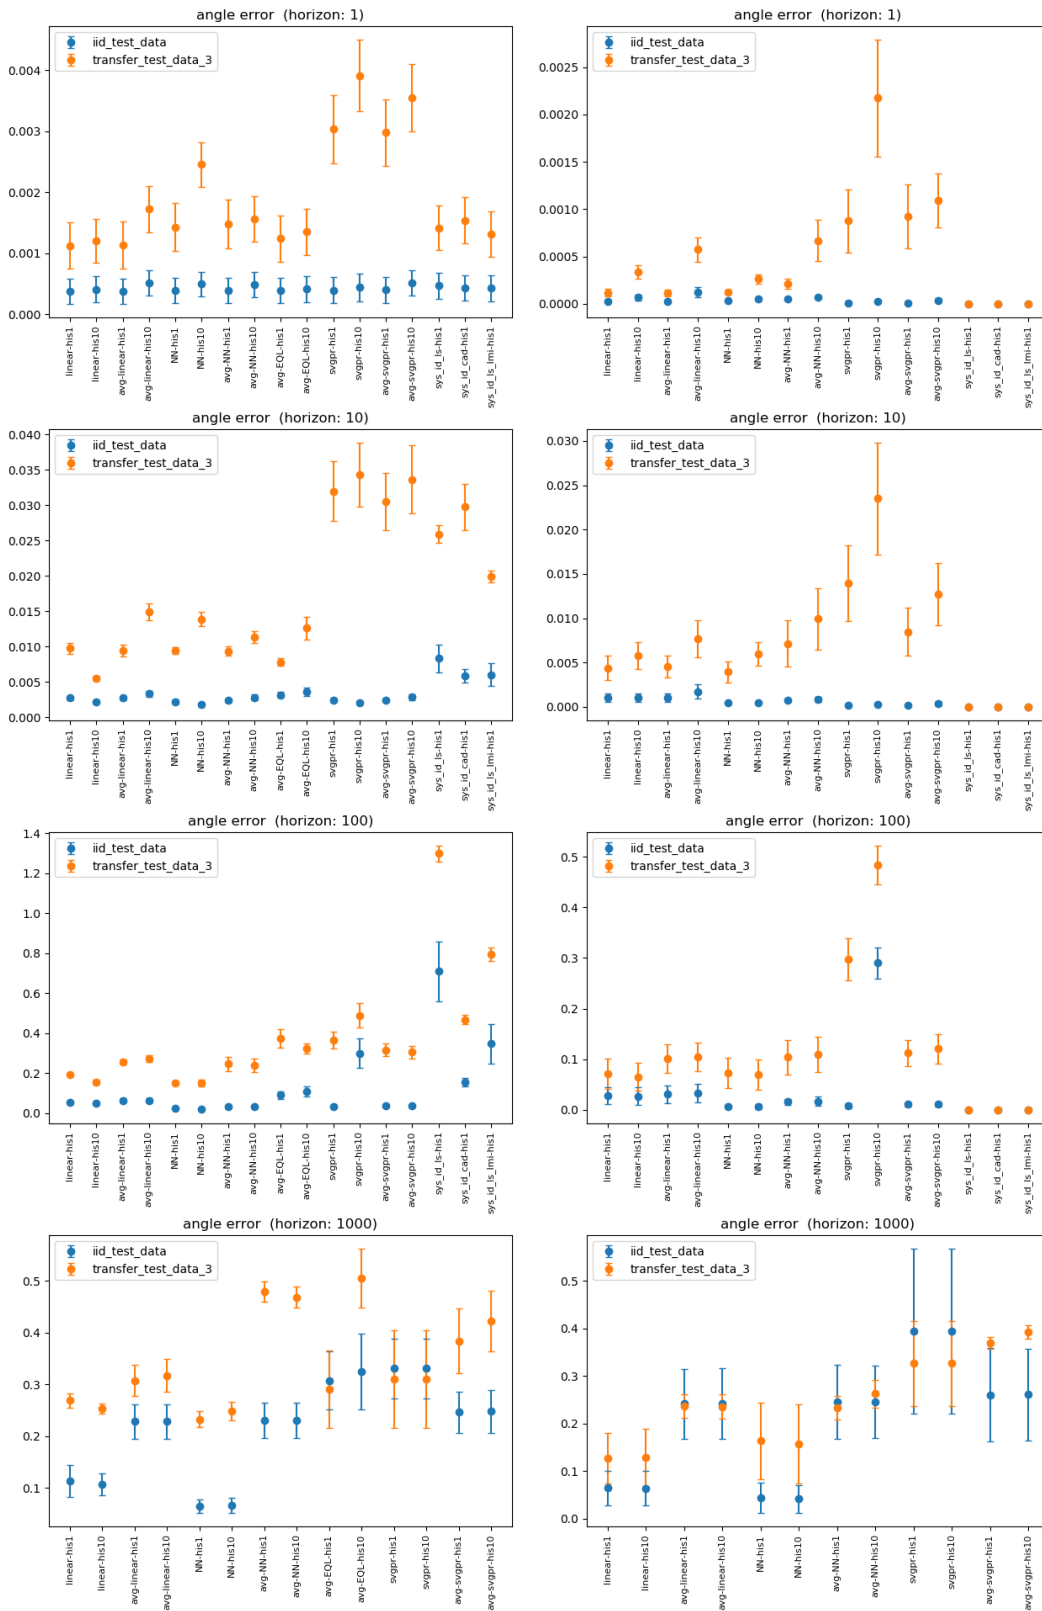 angle error  (horizon: 1)
iid_test_data
transfer_test_data_3
0.004
0.003
0.002
0.001
0.000
linear-his1
linear-his10
avg-linear-his1
avg-linear-his10
NN-his1
NN-his10
avg-NN-his1
avg-NN-his10
avg-EQL-his1
avg-EQL-his10
svgpr-his1
svgpr-his10
avg-svgpr-his1
avg-svgpr-his10
sys_id_ls-his1
sys_id_cad-his1
sys_id_ls_lmi-his1
angle error  (horizon: 1)
iid_test_data
transfer_test_data_3
0.0025
0.0020
0.0015
0.0010
0.0005
0.0000
linear-his1
linear-his10
avg-linear-his1
avg-linear-his10
NN-his1
NN-his10
avg-NN-his1
avg-NN-his10
svgpr-his1
svgpr-his10
avg-svgpr-his1
avg-svgpr-his10
sys_id_ls-his1
sys_id_cad-his1
sys_id_ls_lmi-his1
angle error  (horizon: 10)
iid_test_data
transfer_test_data_3
0.040
0.035
0.030
0.025
0.020
0.015
0.010
0.005
0.000
linear-his1
linear-his10
avg-linear-his1
avg-linear-his10
NN-his1
NN-his10
avg-NN-his1
avg-NN-his10
avg-EQL-his1
avg-EQL-his10
svgpr-his1
svgpr-his10
avg-svgpr-his1
avg-svgpr-his10
sys_id_ls-his1
sys_id_cad-his1
sys_id_ls_lmi-his1
angle error  (horizon: 10)
iid_test_data
transfer_test_data_3
0.030
0.025
0.020
0.015
0.010
0.005
0.000
linear-his1
linear-his10
avg-linear-his1
avg-linear-his10
NN-his1
NN-his10
avg-NN-his1
avg-NN-his10
svgpr-his1
svgpr-his10
avg-svgpr-his1
avg-svgpr-his10
sys_id_ls-his1
sys_id_cad-his1
sys_id_ls_lmi-his1
angle error  (horizon: 100)
iid_test_data
transfer_test_data_3
1.4
1.2
1.0
0.8
0.6
0.4
0.2
0.0
linear-his1
linear-his10
avg-linear-his1
avg-linear-his10
NN-his1
NN-his10
avg-NN-his1
avg-NN-his10
avg-EQL-his1
avg-EQL-his10
svgpr-his1
svgpr-his10
avg-svgpr-his1
avg-svgpr-his10
sys_id_ls-his1
sys_id_cad-his1
sys_id_ls_lmi-his1
angle error  (horizon: 100)
iid_test_data
transfer_test_data_3
0.5
0.4
0.3
0.2
0.1
0.0
linear-his1
linear-his10
avg-linear-his1
avg-linear-his10
NN-his1
NN-his10
avg-NN-his1
avg-NN-his10
svgpr-his1
svgpr-his10
avg-svgpr-his1
avg-svgpr-his10
sys_id_ls-his1
sys_id_cad-his1
sys_id_ls_lmi-his1
angle error  (horizon: 1000)
iid_test_data
transfer_test_data_3
0.5
0.4
0.3
0.2
0.1
linear-his1
linear-his10
avg-linear-his1
avg-linear-his10
NN-his1
NN-his10
avg-NN-his1
avg-NN-his10
avg-EQL-his1
avg-EQL-his10
svgpr-his1
svgpr-his10
avg-svgpr-his1
avg-svgpr-his10
angle error  (horizon: 1000)
iid_test_data
transfer_test_data_3
0.5
0.4
0.3
0.2
0.1
0.0
linear-his1
linear-his10
avg-linear-his1
avg-linear-his10
NN-his1
NN-his10
avg-NN-his1
avg-NN-his10
svgpr-his1
svgpr-his10
avg-svgpr-his1
avg-svgpr-his10